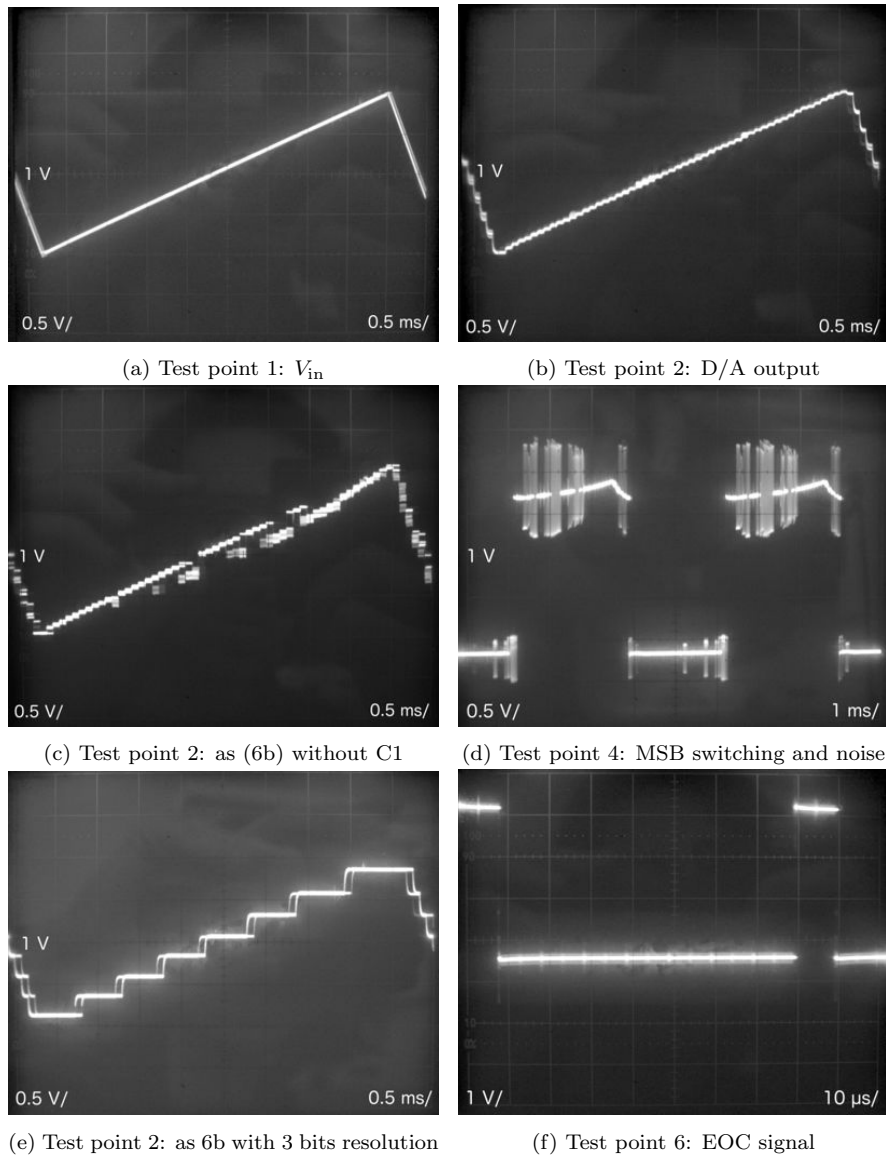 1 V
0.5 V/ 0.5 ms/
1 V
0.5 V/ 0.5 ms/
(a) Test point 1: Vin
(b) Test point 2: D/A output
1 V
0.5 V/ 0.5 ms/
1 V
0.5 V/ 1 ms/
(c) Test point 2: as (6b) without C1
(d) Test point 4: MSB switching and noise
1 V
0.5 V/ 0.5 ms/
1 V/ 10 µs/
(e) Test point 2: as 6b with 3 bits resolution
(f) Test point 6: EOC signal